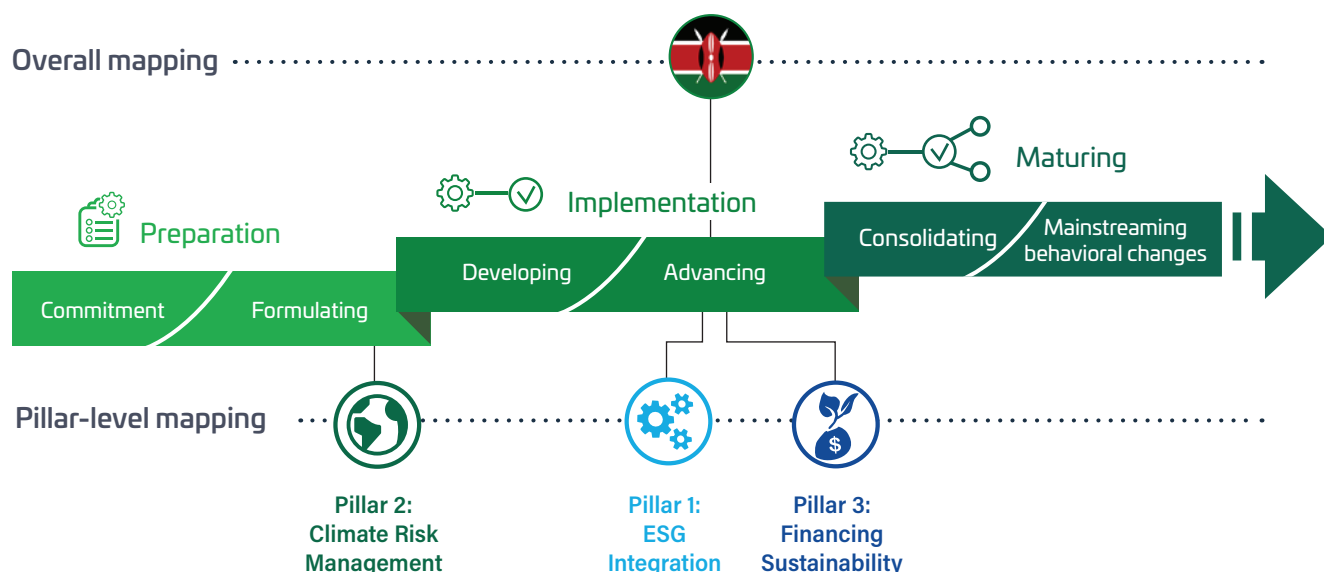 Overall mapping
Maturing
Implementation
Preparation
Consolidating
Mainstreaming
behavioral changes
Developing
Advancing
Commitment
Formulating
Pillar-level mapping
$
Pillar 2:
Climate Risk
Management
Pillar 1:
ESG
Integration
Pillar 3:
Financing
Sustainability